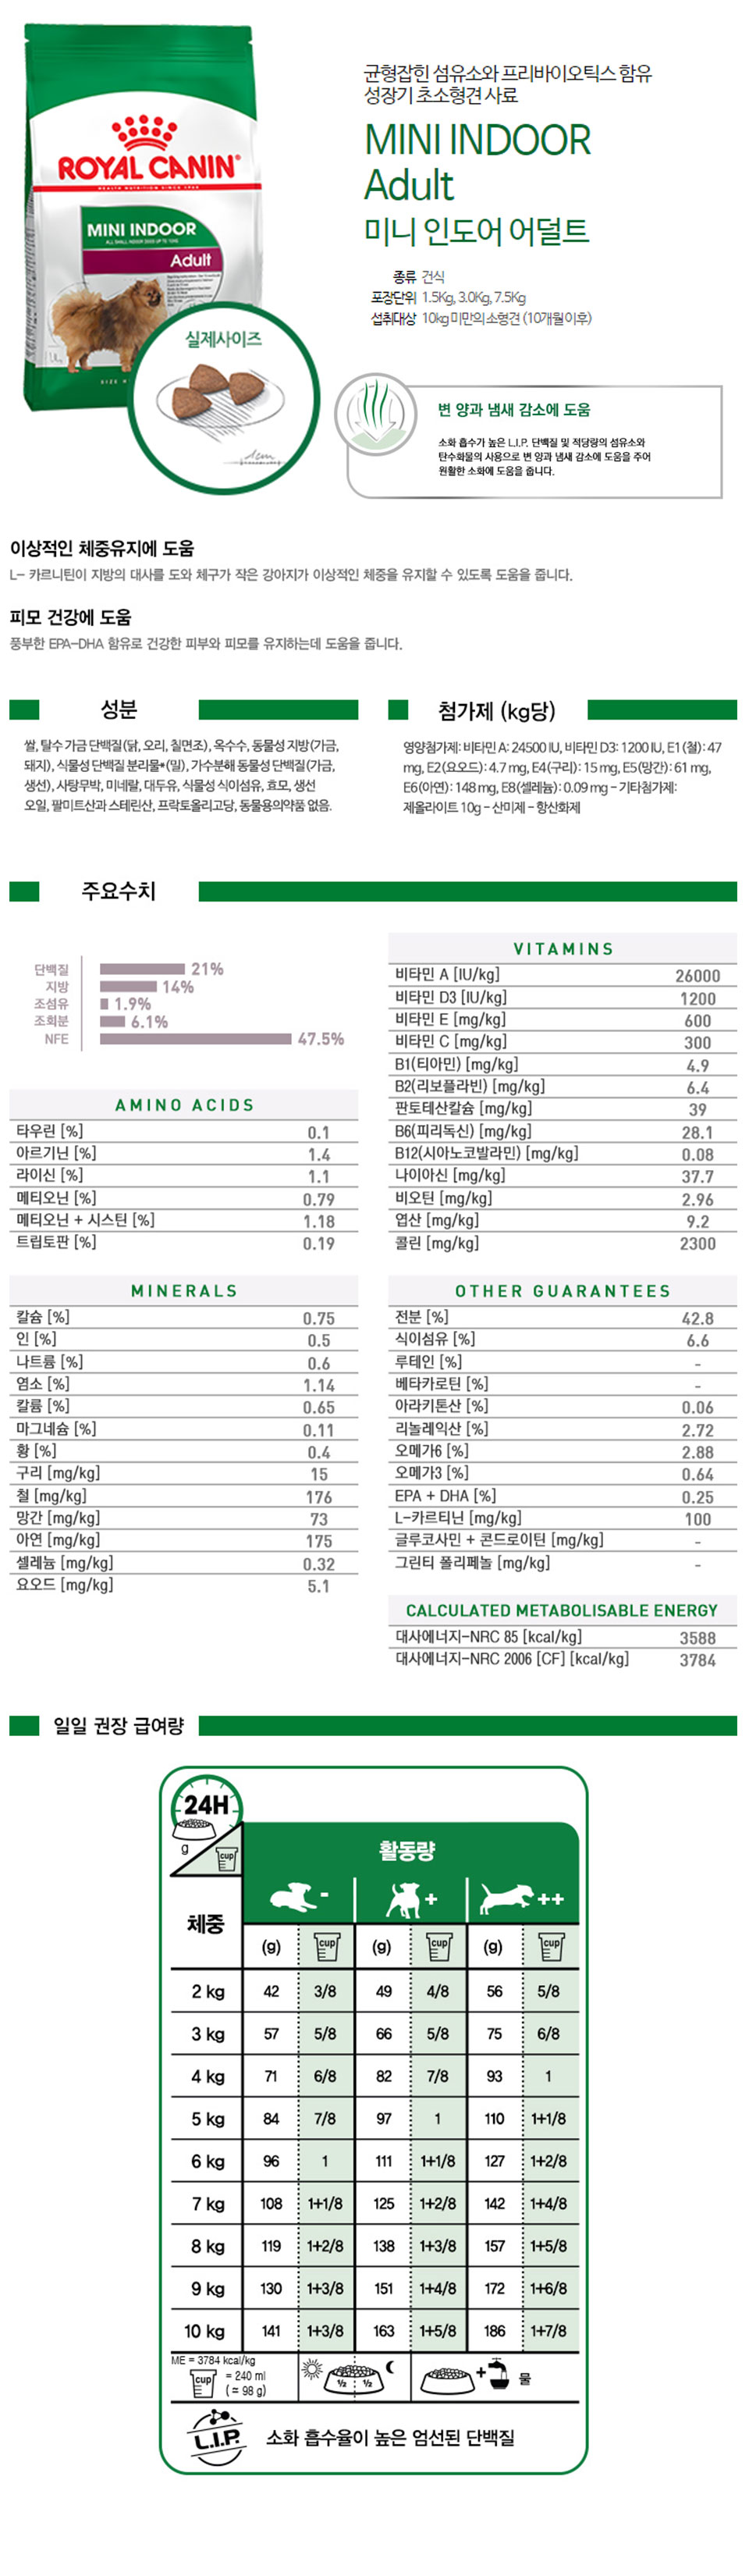 ROYAL CANIN
HEALTH NUTRITION SINCE 1968
MINI INDOOR
Adult
실제사이즈
1cm
균형잡힌 섬유소와 프리바이오틱스 함유
성장기 초소형견 사료
MINI INDOOR
Adult
미니 인도어 어덜트
종류 건식
포장단위 1.5Kg, 3.0Kg, 7.5Kg
섭취대상 10kg 미만의 소형견 (10개월 이후)
변 양과 냄새 감소에 도움
소화 흡수가 높은 L.I.P. 단백질 및 적당량의 섬유소와
탄수화물의 사용으로 변 양과 냄새 감소에 도움을 주어
원활한 소화에 도움을 줍니다.
이상적인 체중유지에 도움
L- 카르니틴이 지방의 대사를 도와 체구가 작은 강아지가 이상적인 체중을 유지할 수 있도록 도움을 줍니다.
피모 건강에 도움
풍부한 EPA-DHA 함유로 건강한 피부와 피모를 유지하는데 도움을 줍니다.
성분
쌀, 탈수 가금 단백질(닭, 오리, 칠면조), 옥수수, 동물성 지방(가금,
돼지), 식물성 단백질 분리물*(밀), 가수분해 동물성 단백질(가금,
생선), 사탕무박, 미네랄, 대두유, 식물성 식이섬유, 효모, 생선
오일, 팔미트산과 스테린산, 프락토올리고당, 동물용의약품 없음.
첨가제 (kg당)
영양첨가제: 비타민 A: 24500 IU, 비타민 D3: 1200 IU, E1 (철): 47
mg, E2 (요오드): 4.7 mg, E4(구리): 15 mg, E5(망간): 61 mg,
E6(아연): 148 mg, E8(셀레늄): 0.09 mg - 기타첨가제:
제올라이트 10g - 산미제 - 항산화제
주요수치
단백질 21%
지방 14%
조섬유 1.9%
조회분 6.1%
NFE 47.5%
AMINO ACIDS
타우린 [%] 0.1
아르기닌 [%] 1.4
라이신 [%] 1.1
메티오닌 [%] 0.79
메티오닌 + 시스틴 [%] 1.18
트립토판 [%] 0.19
MINERALS
칼슘 [%] 0.75
인 [%] 0.5
나트륨 [%] 0.6
염소 [%] 1.14
칼륨 [%] 0.65
마그네슘 [%] 0.11
황 [%] 0.4
구리 [mg/kg] 15
철 [mg/kg] 176
망간 [mg/kg] 73
아연 [mg/kg] 175
셀레늄 [mg/kg] 0.32
요오드 [mg/kg] 5.1
VITAMINS
비타민 A [IU/kg] 26000
비타민 D3 [IU/kg] 1200
비타민 E [mg/kg] 600
비타민 C [mg/kg] 300
B1(티아민) [mg/kg] 4.9
B2(리보플라빈) [mg/kg] 6.4
판토테산칼슘 [mg/kg] 39
B6(피리독신) [mg/kg] 28.1
B12(시아노코발라민) [mg/kg] 0.08
나이아신 [mg/kg] 37.7
비오틴 [mg/kg] 2.96
엽산 [mg/kg] 9.2
콜린 [mg/kg] 2300
OTHER GUARANTEES
전분 [%] 42.8
식이섬유 [%] 6.6
루테인 [%] -
베타카로틴 [%] -
아라키톤산 [%] 0.06
리놀레익산 [%] 2.72
오메가6 [%] 2.88
오메가3 [%] 0.64
EPA + DHA [%] 0.25
L-카르티닌 [mg/kg] 100
글루코사민 + 콘드로이틴 [mg/kg] -
그린티 폴리페놀 [mg/kg] -
CALCULATED METABOLISABLE ENERGY
대사에너지-NRC 85 [kcal/kg] 3588
대사에너지-NRC 2006 [CF] [kcal/kg] 3784
일일 권장 급여량
24H
g cup
활동량
- + ++
체중
(g) cup (g) cup (g) cup
2 kg 42 3/8 49 4/8 56 5/8
3 kg 57 5/8 66 5/8 75 6/8
4 kg 71 6/8 82 7/8 93 1
5 kg 84 7/8 97 1 110 1+1/8
6 kg 96 1 111 1+1/8 127 1+2/8
7 kg 108 1+1/8 125 1+2/8 142 1+4/8
8 kg 119 1+2/8 138 1+3/8 157 1+5/8
9 kg 130 1+3/8 151 1+4/8 172 1+6/8
10 kg 141 1+3/8 163 1+5/8 186 1+7/8
ME = 3784 kcal/kg
cup = 240 ml
(= 98 g)
½ ½
+ 물
L.I.P. 소화 흡수율이 높은 엄선된 단백질